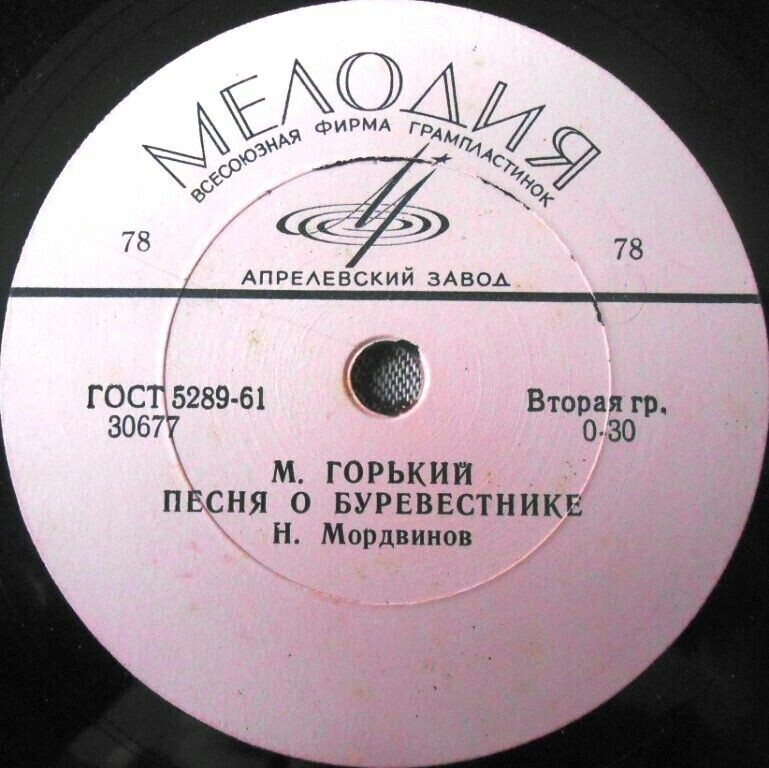 МЕЛОДИЯ
ВСЕСОЮЗНАЯ ФИРМА ГРАМПЛАСТИНОК
78
78
АПРЕЛЕВСКИЙ ЗАВОД
ГОСТ 5289-61
30677
Вторая гр.
0-30
М. ГОРЬКИЙ
ПЕСНЯ О БУРЕВЕСТНИКЕ
Н. Мордвинов